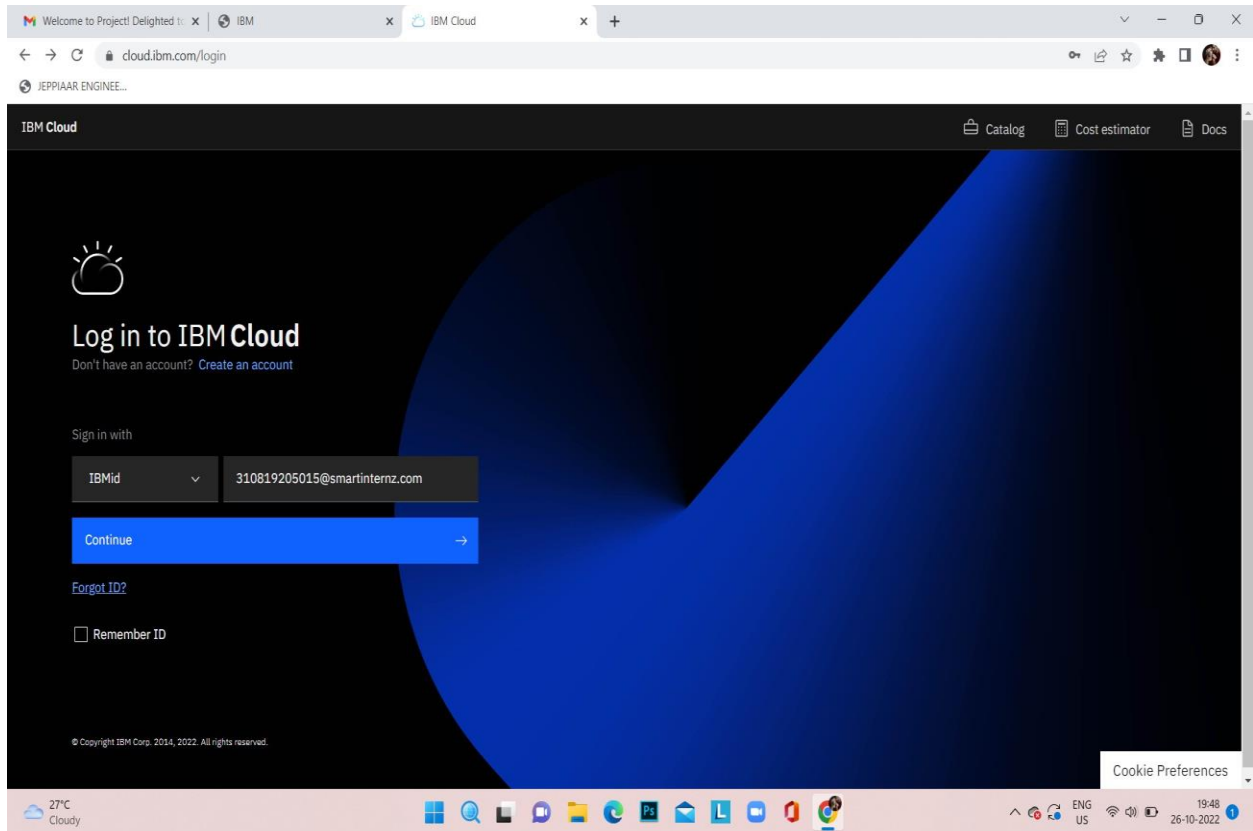 Welcome to Project! Delighted to
IBM
IBM Cloud
cloud.ibm.com/login
JEPPIAAR ENGINEE...
IBM Cloud
Catalog
Cost estimator
Docs
Log in to IBM Cloud
Don't have an account? Create an account
Sign in with
IBMid
310819205015@smartinternz.com
Continue
Forgot ID?
Remember ID
© Copyright IBM Corp. 2014, 2022. All rights reserved.
Cookie Preferences
27°C
Cloudy
ENG
US
19:48
26-10-2022
1